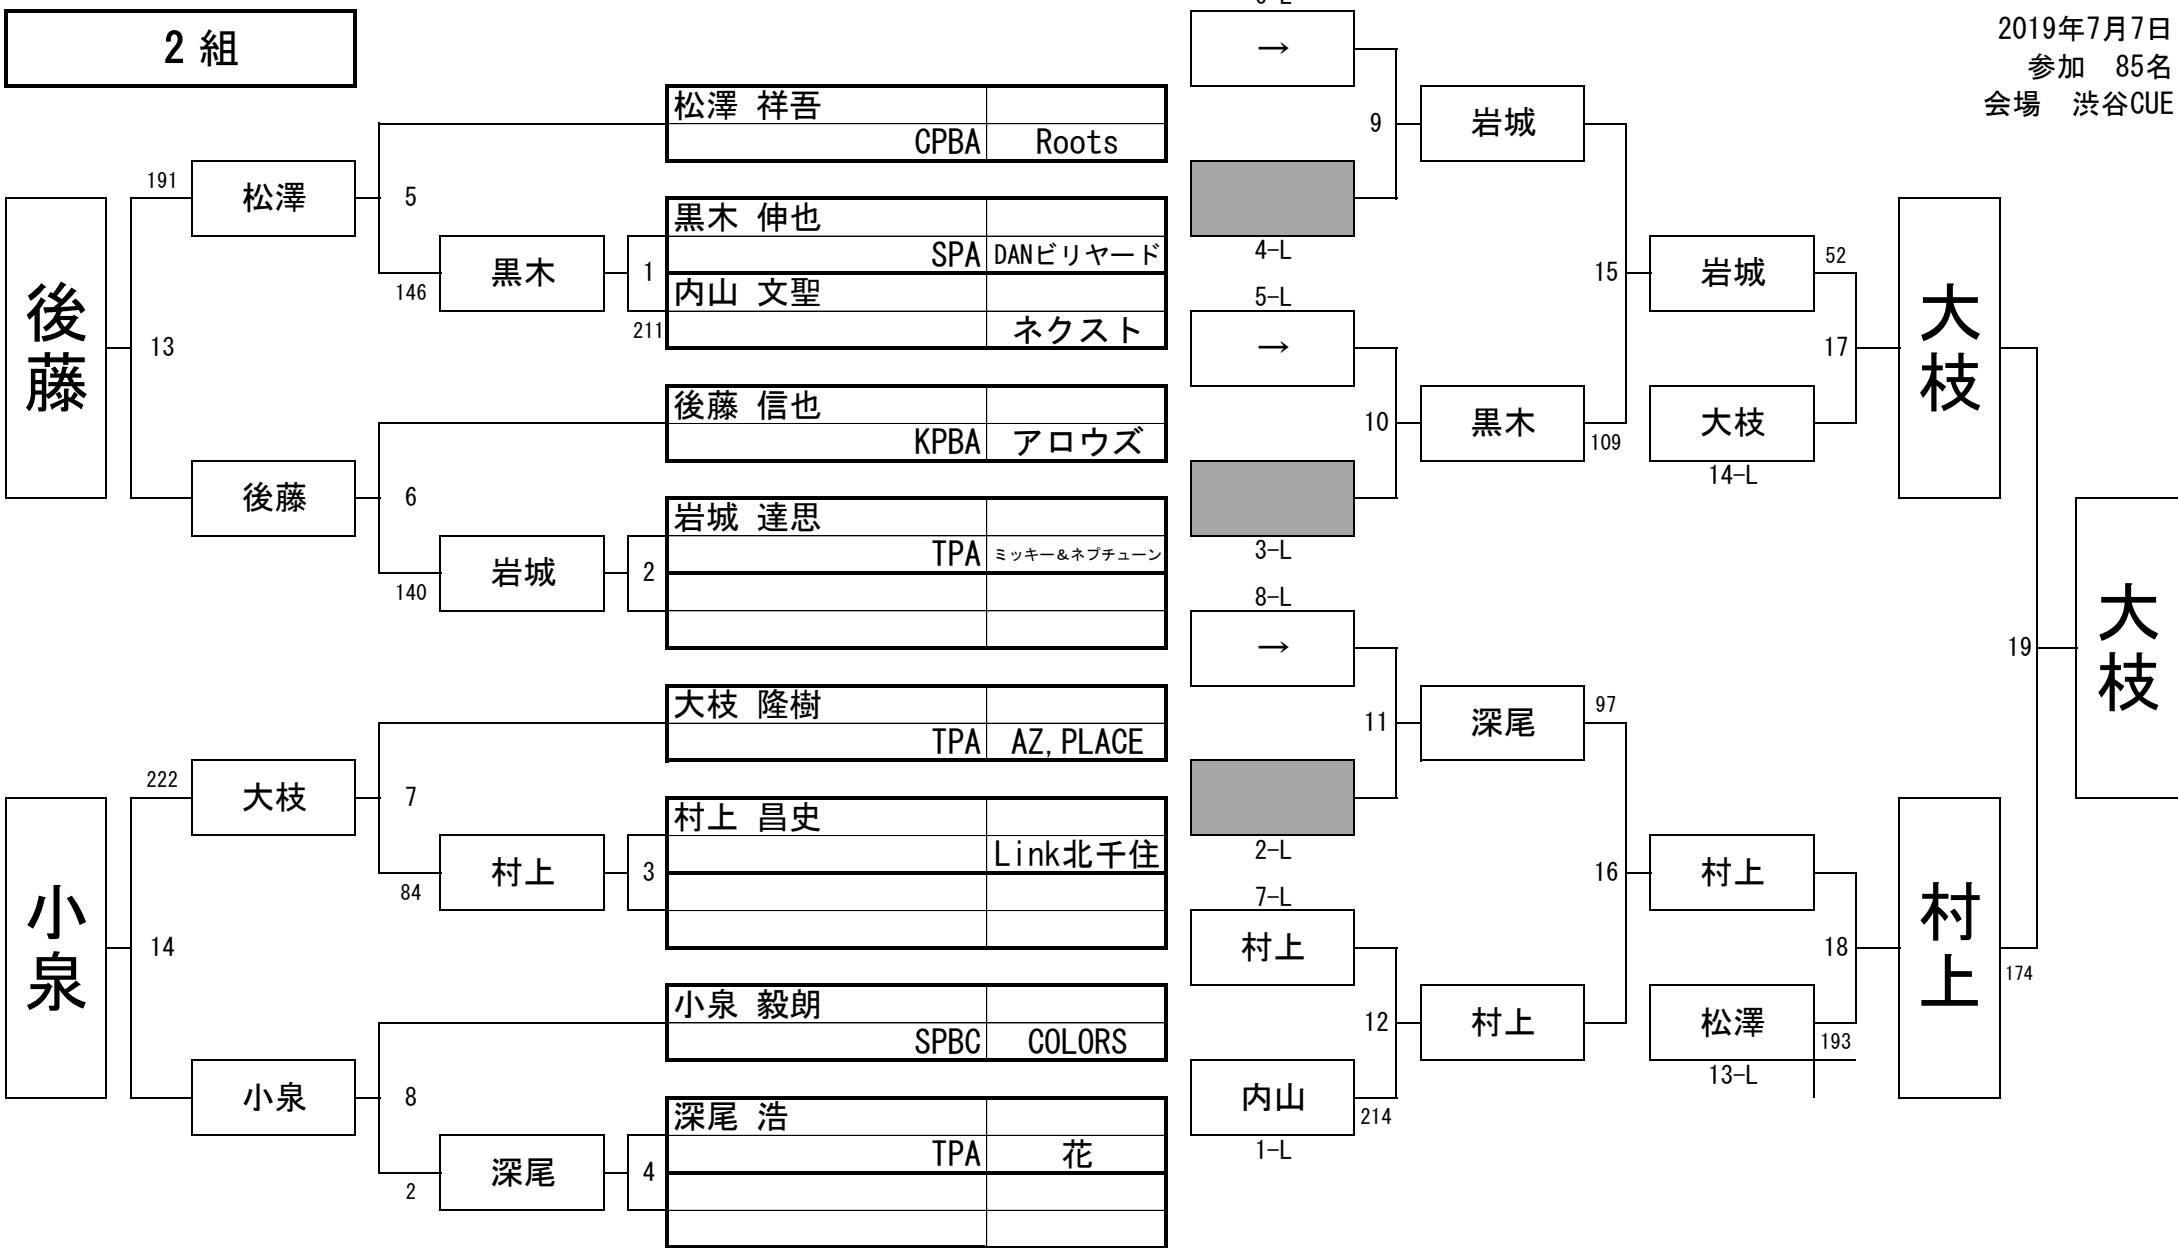 2 組
2019年7月7日
参加 85名
会場 渋谷CUE
松澤 祥吾
CPBA Roots
黒木 伸也
SPA DANビリヤード
内山 文聖
ネクスト
後藤 信也
KPBA アロウズ
岩城 達思
TPA ミッキー&ネプチューン
大枝 隆樹
TPA AZ,PLACE
村上 昌史
Link北千住
小泉 毅朗
SPBC COLORS
深尾 浩
TPA 花
1
211
2
3
4
黒木
146
岩城
140
村上
84
深尾
2
5
6
7
8
松澤
191
後藤
大枝
222
小泉
13
14
後藤
小泉
→
4-L
5-L
→
3-L
8-L
→
2-L
7-L
村上
内山
214
1-L
9
10
11
12
岩城
黒木
109
深尾
97
村上
15
16
岩城
52
大枝
14-L
村上
松澤
193
13-L
17
18
大枝
村上
174
19
大枝